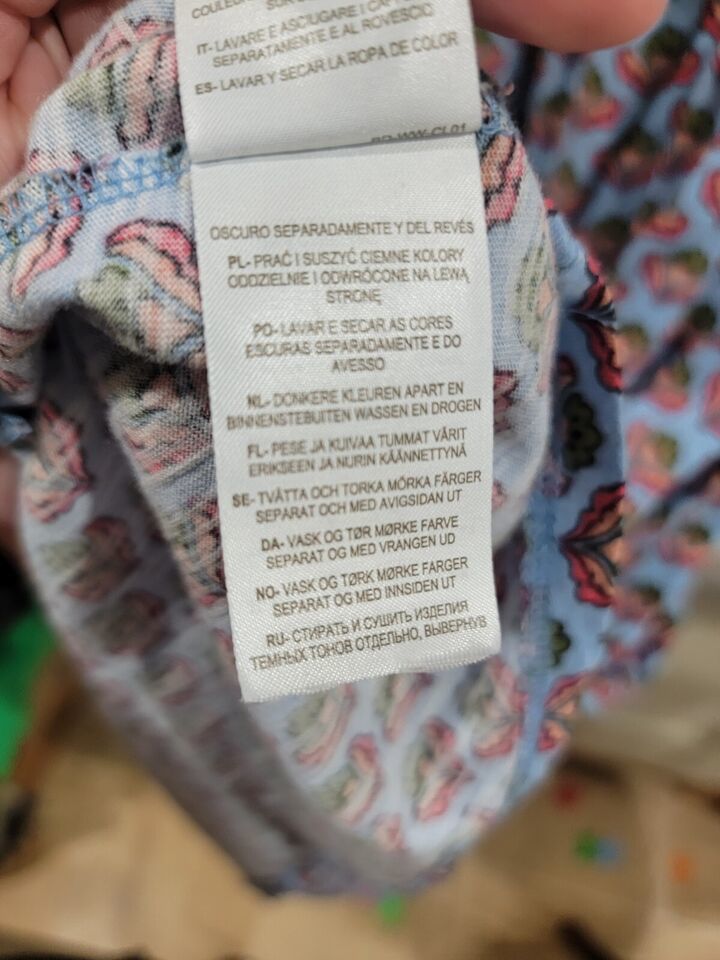 SUR
IT- LAVARE E ASCIUGARE I CAPI
SEPARATAMENTE E AL ROVESCIO
ES- LAVAR Y SECAR LA ROPA DE COLOR
OSCURO SEPARADAMENTE Y DEL REVÉS
PL- PRAĆ I SUSZYĆ CIEMNE KOLORY
ODDZIELNIE I ODWRÓCONE NA LEWĄ
STRONĘ
PO- LAVAR E SECAR AS CORES
ESCURAS SEPARADAMENTE E DO
AVESSO
NL- DONKERE KLEUREN APART EN
BINNENSTEBUITEN WASSEN EN DROGEN
FL- PESE JA KUIVAA TUMMAT VÄRIT
ERIKSEEN JA NURIN KÄÄNNETTYNÄ
SE- TVÄTTA OCH TORKA MÖRKA FÄRGER
SEPARAT OCH MED AVIGSIDAN UT
DA- VASK OG TØR MØRKE FARVE
SEPARAT OG MED VRANGEN UD
NO- VASK OG TØRK MØRKE FARGER
SEPARAT OG MED INNSIDEN UT
RU- СТИРАТЬ И СУШИТЬ ИЗДЕЛИЯ
ТЕМНЫХ ТОНОВ ОТДЕЛЬНО, ВЫВЕРНУВ